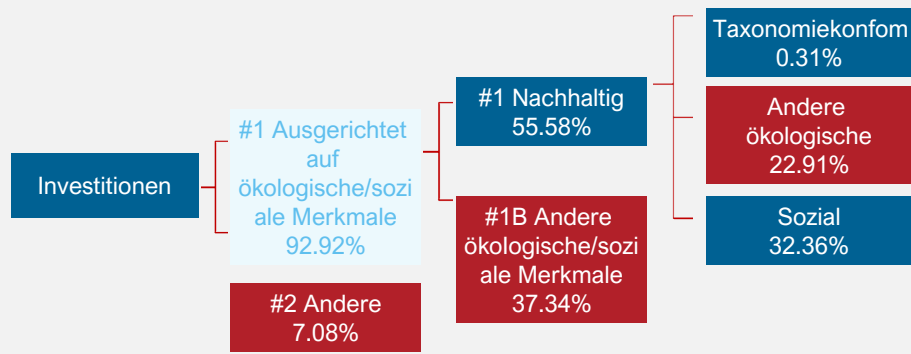 Investitionen
#1 Ausgerichtet
auf
ökologische/sozi
ale Merkmale
92.92%
#2 Andere
7.08%
#1 Nachhaltig
55.58%
#1B Andere
ökologische/sozi
ale Merkmale
37.34%
Taxonomiekonfom
0.31%
Andere
ökologische
22.91%
Sozial
32.36%